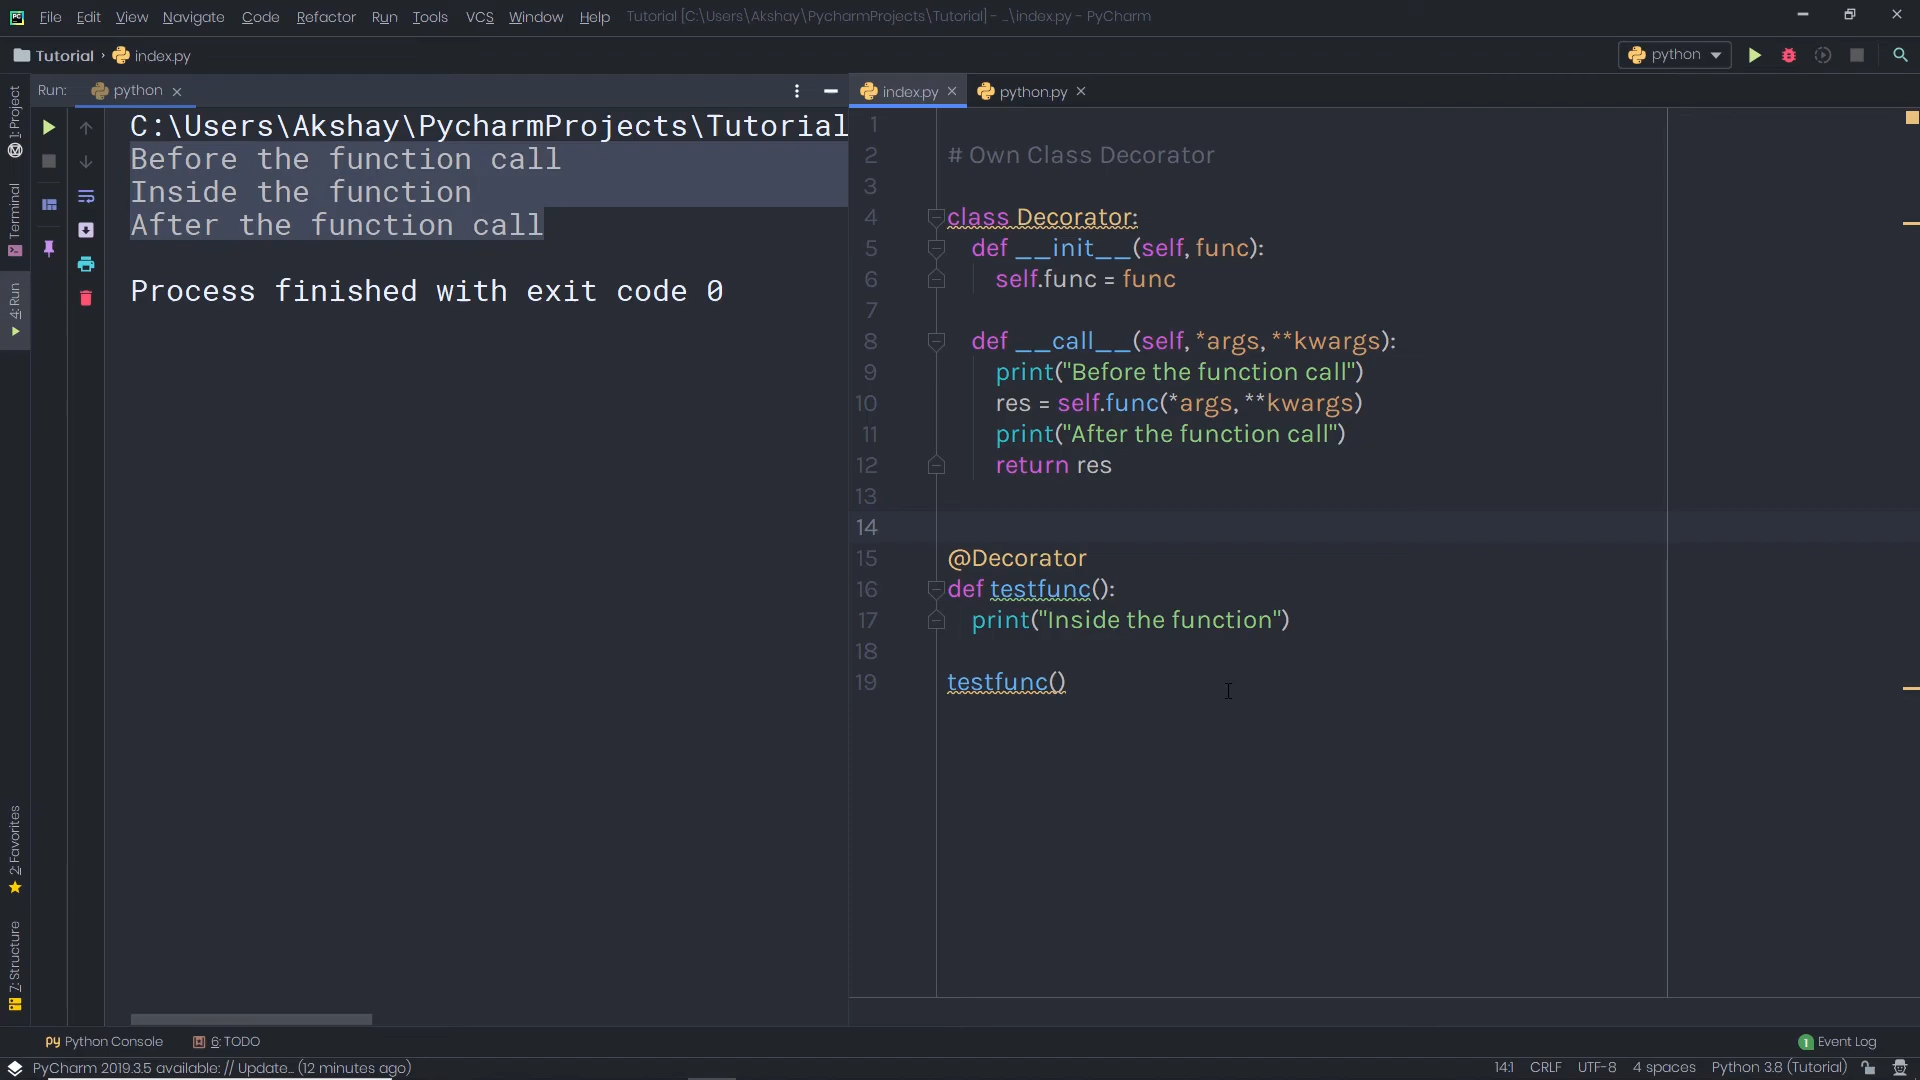 File Edit View Navigate Code Refactor Run Tools VCS Window Help Tutorial [C:\Users\Akshay\PycharmProjects\Tutorial] - ...\index.py - PyCharm
Tutorial › index.py
python
Run: python
index.py
python.py
1: Project
Terminal
4: Run
2: Favorites
7: Structure
C:\Users\Akshay\PycharmProjects\Tutorial
Before the function call
Inside the function
After the function call
Process finished with exit code 0
1
2 # Own Class Decorator
3
4 class Decorator:
5 def __init__(self, func):
6 self.func = func
7
8 def __call__(self, *args, **kwargs):
9 print("Before the function call")
10 res = self.func(*args, **kwargs)
11 print("After the function call")
12 return res
13
14
15 @Decorator
16 def testfunc():
17 print("Inside the function")
18
19 testfunc()
Python Console 6: TODO
1 Event Log
PyCharm 2019.3.5 available: // Update... (12 minutes ago)
14:1 CRLF UTF-8 4 spaces Python 3.8 (Tutorial)